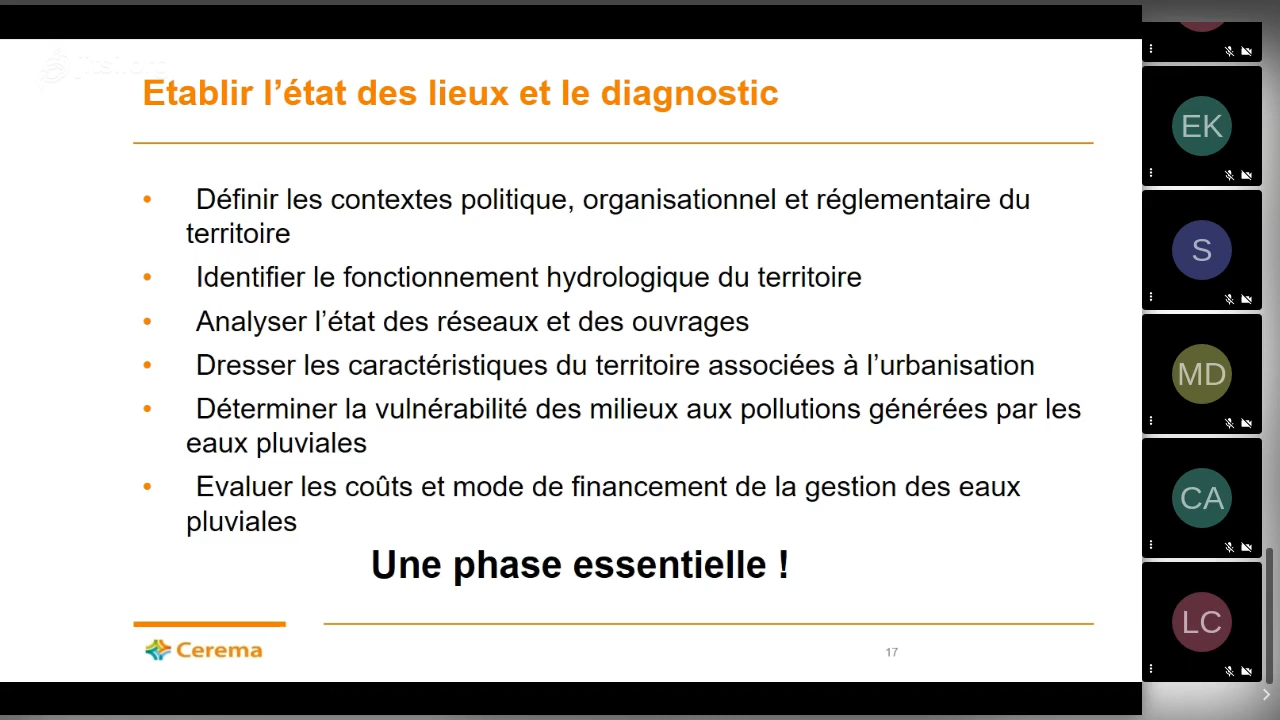 Etablir l’état des lieux et le diagnostic
• Définir les contextes politique, organisationnel et réglementaire du
territoire
• Identifier le fonctionnement hydrologique du territoire
• Analyser l’état des réseaux et des ouvrages
• Dresser les caractéristiques du territoire associées à l’urbanisation
• Déterminer la vulnérabilité des milieux aux pollutions générées par les
eaux pluviales
• Evaluer les coûts et mode de financement de la gestion des eaux
pluviales
Une phase essentielle !
Cerema
17
EK
S
MD
CA
LC